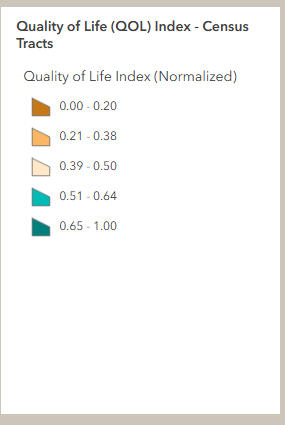 Quality of Life (QOL) Index - Census
Tracts
Quality of Life Index (Normalized)
0.00 - 0.20
0.21 - 0.38
0.39 - 0.50
0.51 - 0.64
0.65 - 1.00